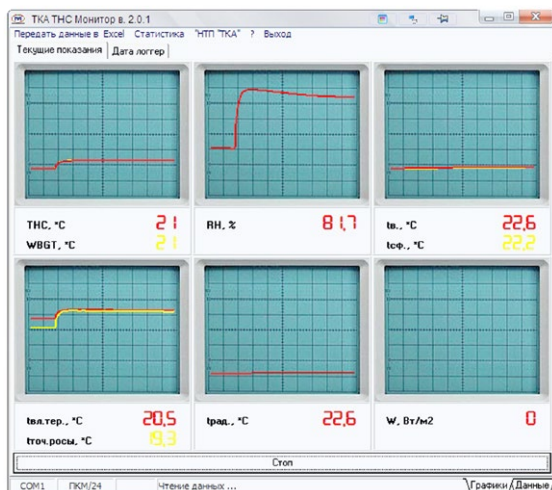 ТКА ТНС Монитор в. 2.0.1
Передать данные в Excel Статистика "НТП "ТКА" ? Выход
Текущие показания Дата логгер
ТНС, °С 21
WBGT, °С 21
RH, % 81,7
tв., °С 22,6
tсф., °С 22,2
tвл.тер., °С 20,5
tточ.росы, °С 19,3
tрад., °С 22,6
W, Вт/м2 0
Стоп
COM1 ПКМ/24 Чтение данных ... Графики Данные